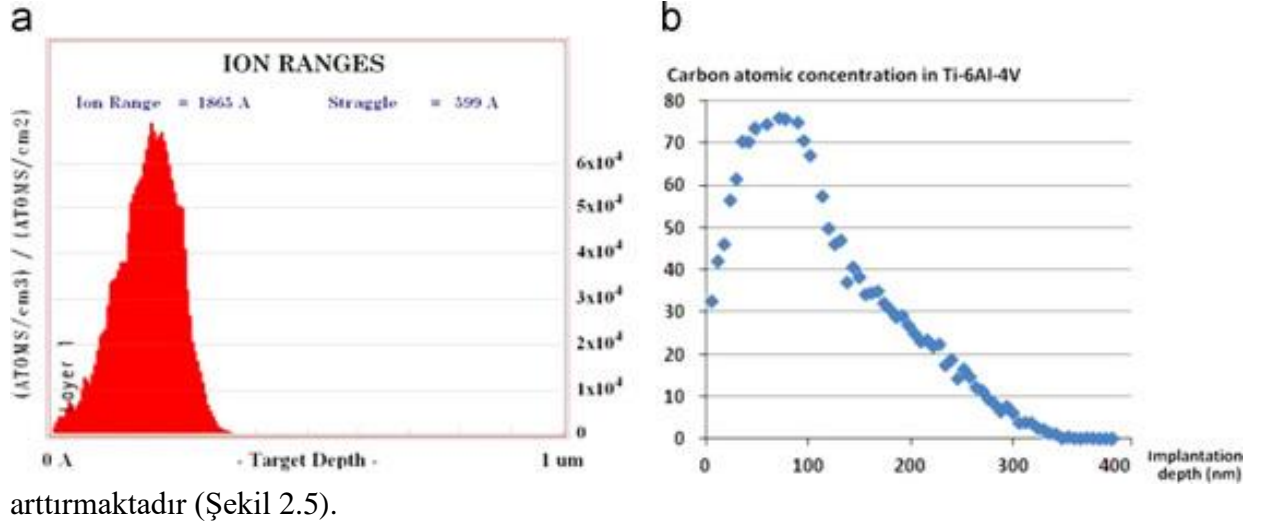 a
ION RANGES
Ion Range = 1865 A Straggle = 599 A
(ATOMS/cm3) / (ATOMS/cm2)
Layer 1
6x10⁴
5x10⁴
4x10⁴
3x10⁴
2x10⁴
1x10⁴
0
0 A - Target Depth - 1 um
b
Carbon atomic concentration in Ti-6Al-4V
80
70
60
50
40
30
20
10
0
0 100 200 300 400
Implantation
depth (nm)
arttırmaktadır (Şekil 2.5).